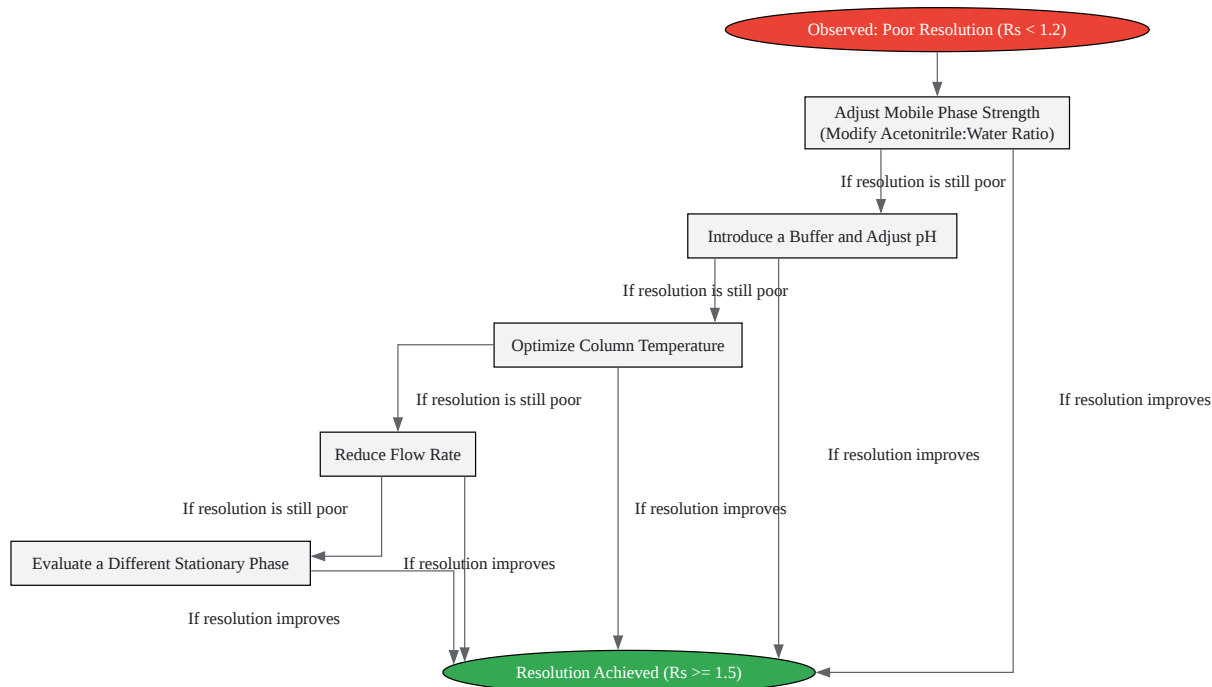 Observed: Poor Resolution (Rs < 1.2)
Adjust Mobile Phase Strength
(Modify Acetonitrile:Water Ratio)
If resolution is still poor
Introduce a Buffer and Adjust pH
If resolution is still poor
Optimize Column Temperature
If resolution is still poor
If resolution improves
Reduce Flow Rate
If resolution improves
If resolution is still poor
If resolution improves
Evaluate a Different Stationary Phase
If resolution improves
If resolution improves
Resolution Achieved (Rs >= 1.5)